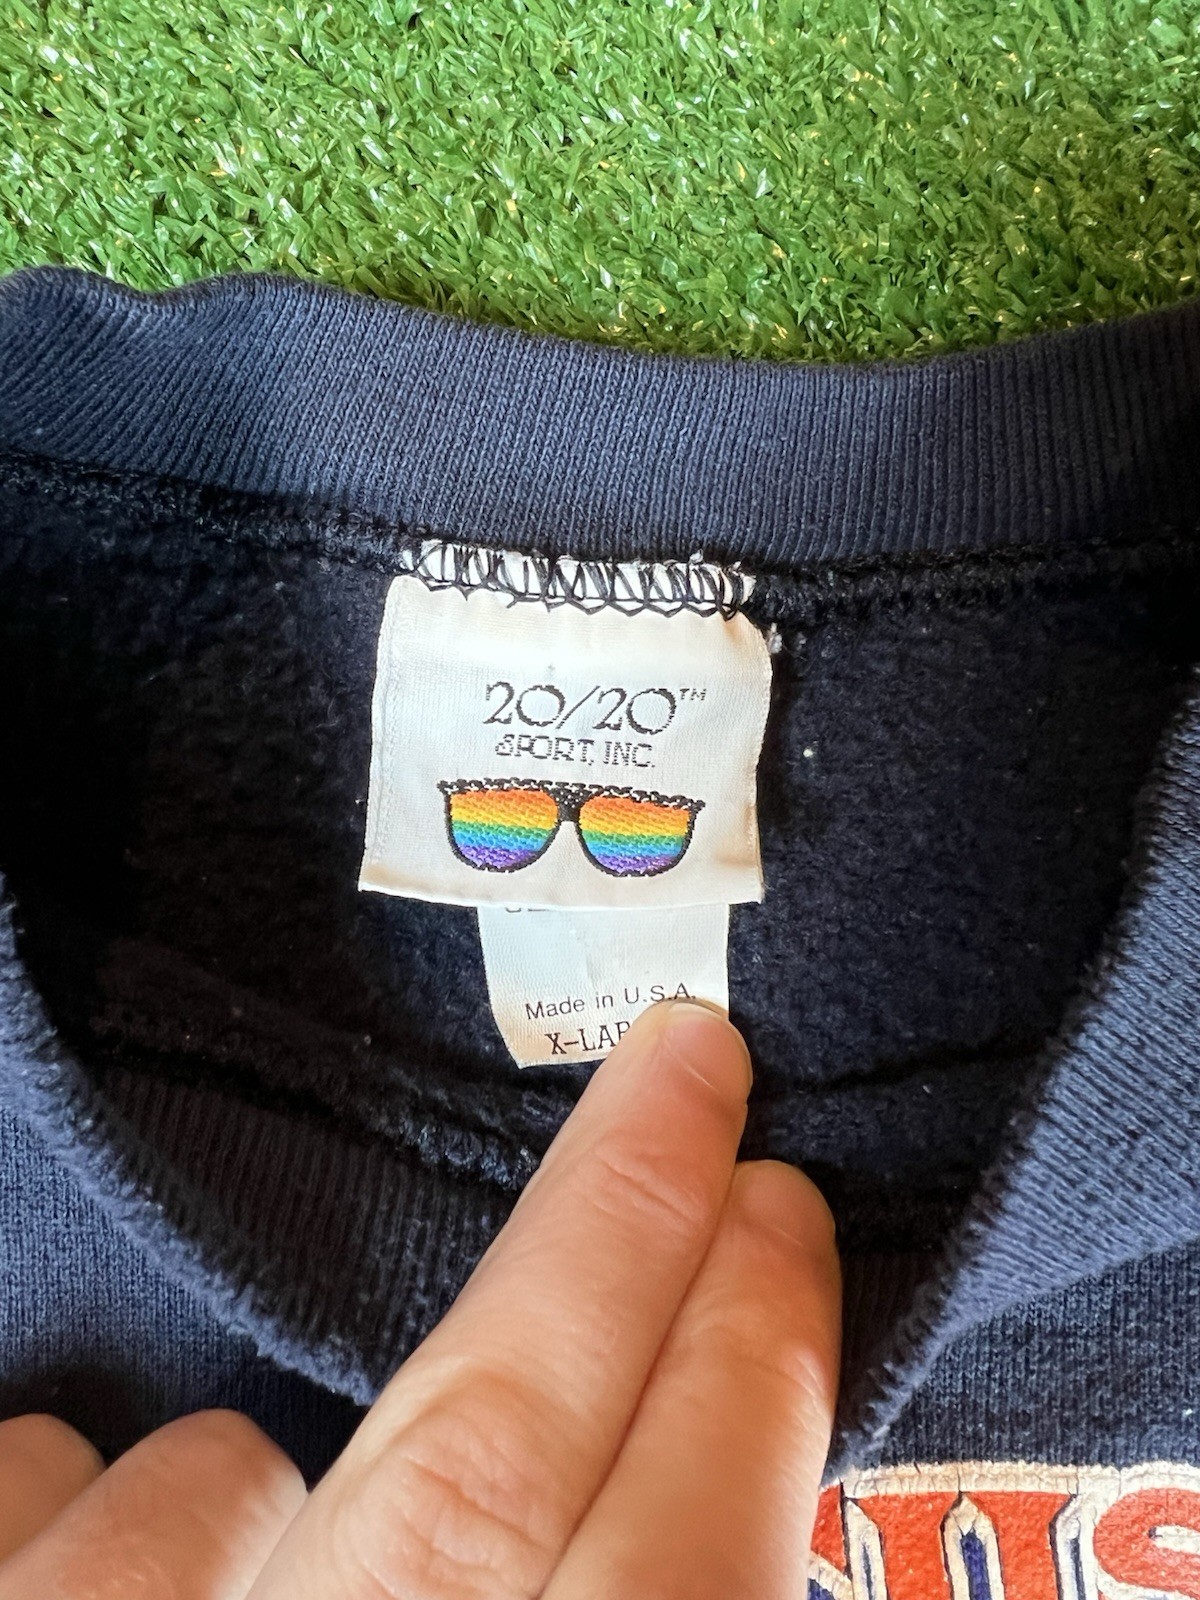 20/20™
SPORT, INC.
Made in U.S.A.